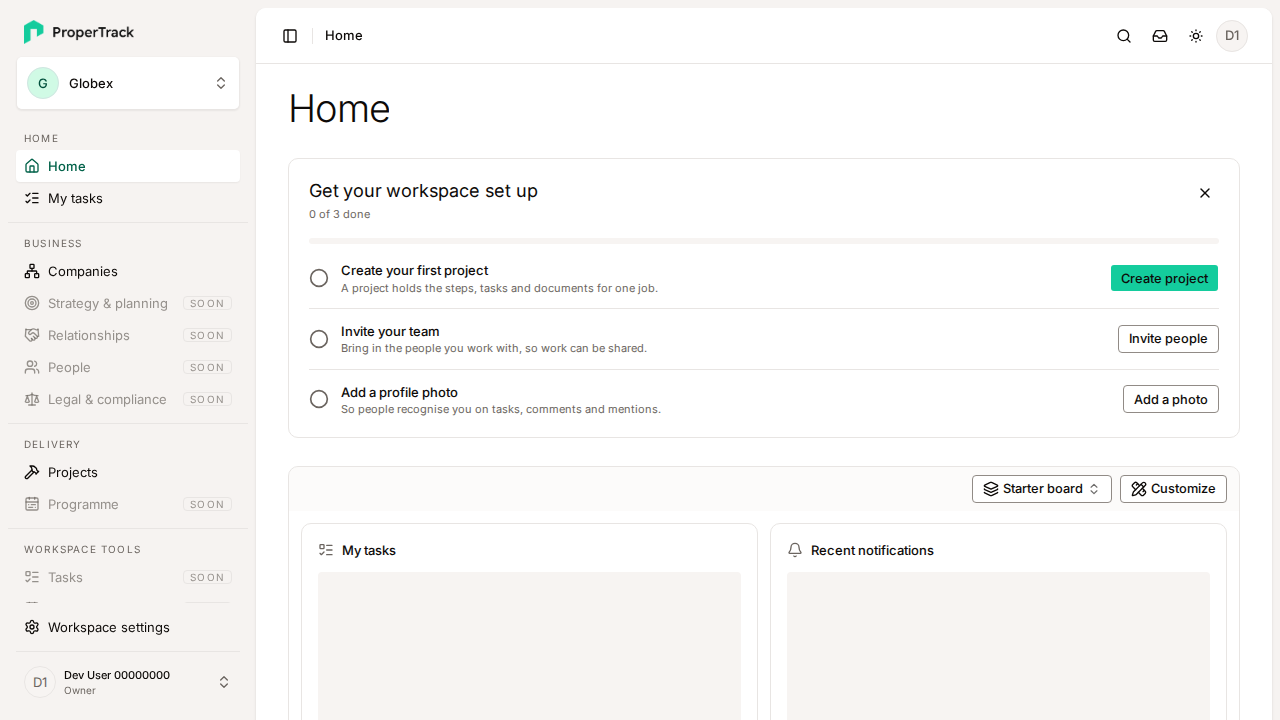 ProperTrack
G
Globex
HOME
Home
My tasks
BUSINESS
Companies
Strategy & planning SOON
Relationships SOON
People SOON
Legal & compliance SOON
DELIVERY
Projects
Programme SOON
WORKSPACE TOOLS
Tasks SOON
Workspace settings
D1
Dev User 00000000
Owner
Home
D1
Home
Get your workspace set up
0 of 3 done
Create your first project
A project holds the steps, tasks and documents for one job.
Create project
Invite your team
Bring in the people you work with, so work can be shared.
Invite people
Add a profile photo
So people recognise you on tasks, comments and mentions.
Add a photo
Starter board
Customize
My tasks
Recent notifications